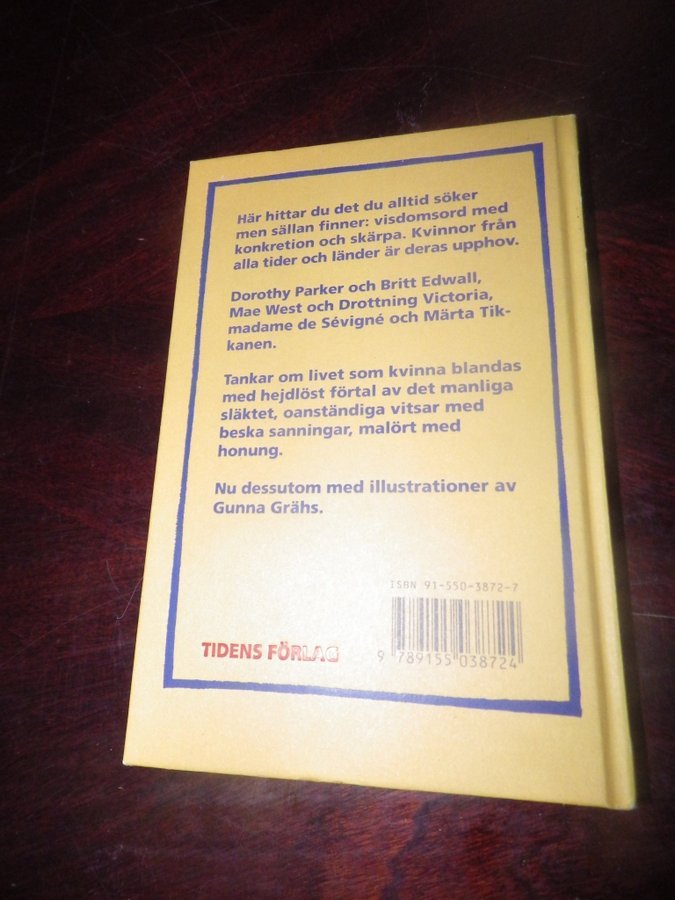 Här hittar du det du alltid söker
men sällan finner: visdomsord med
konkretion och skärpa. Kvinnor från
alla tider och länder är deras upphov.
Dorothy Parker och Britt Edwall,
Mae West och Drottning Victoria,
madame de Sévigné och Märta Tik-
kanen.
Tankar om livet som kvinna blandas
med hejdlöst förtal av det manliga
släktet, oanständiga vitsar med
beska sanningar, malört med
honung.
Nu dessutom med illustrationer av
Gunna Grähs.
ISBN 91-550-3872-7
TIDENS FÖRLAG
9 789155 038724